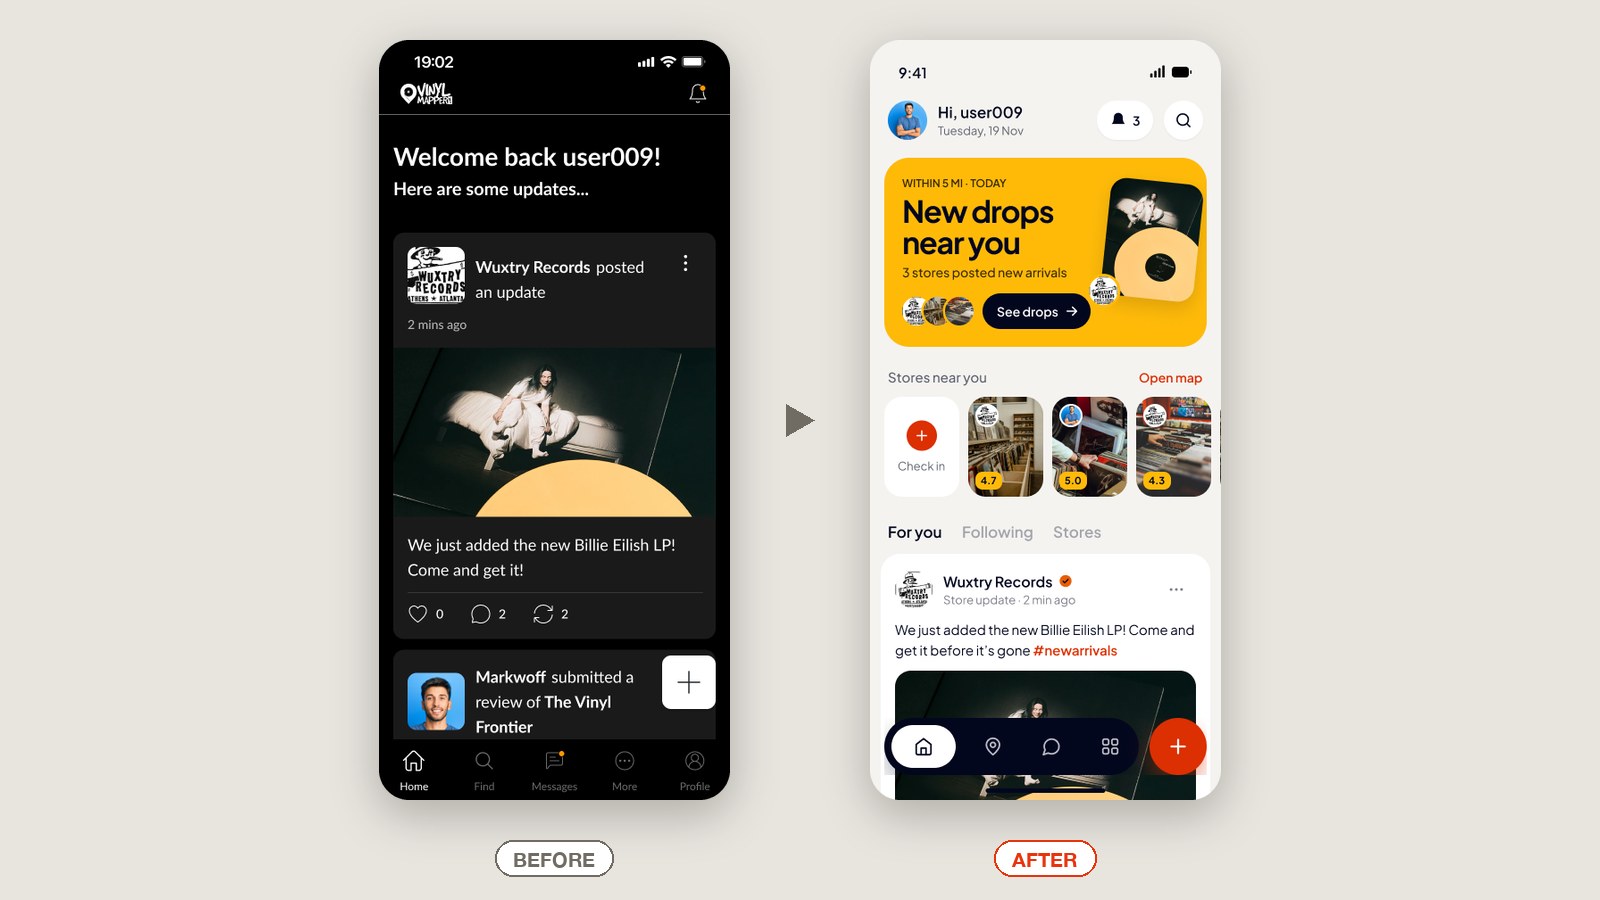 19:02
VINYL
MAPPER
Welcome back user009!
Here are some updates...
WUXTRY
RECORDS
ATHENS ★ ATLANTA
Wuxtry Records posted
an update
2 mins ago
We just added the new Billie Eilish LP!
Come and get it!
0
2
2
Markwoff submitted a
review of The Vinyl
Frontier
Home
Find
Messages
More
Profile
BEFORE
9:41
Hi, user009
Tuesday, 19 Nov
3
WITHIN 5 MI · TODAY
New drops
near you
3 stores posted new arrivals
See drops
Stores near you
Open map
Check in
4.7
5.0
4.3
For you
Following
Stores
Wuxtry Records
Store update · 2 min ago
We just added the new Billie Eilish LP! Come and
get it before it's gone #newarrivals
AFTER